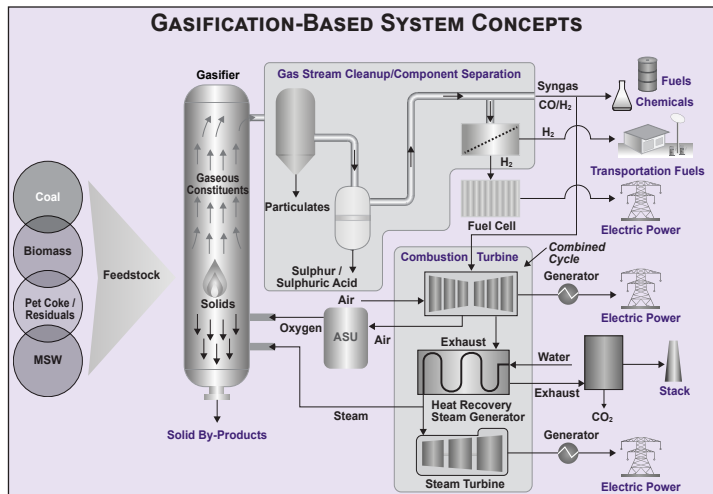 GASIFICATION-BASED SYSTEM CONCEPTS
Gasifier
Gas Stream Cleanup/Component Separation
Syngas
CO/H2
Fuels
Chemicals
H2
Transportation Fuels
Gaseous
Constituents
Particulates
H2
Fuel Cell
Electric Power
Coal
Biomass
Pet Coke /
Residuals
MSW
Feedstock
Sulphur /
Sulphuric Acid
Solids
Combustion Turbine
Combined
Cycle
Generator
Electric Power
Air
Oxygen
ASU
Air
Exhaust
Water
Exhaust
Stack
CO2
Heat Recovery
Steam Generator
Steam
Solid By-Products
Generator
Steam Turbine
Electric Power